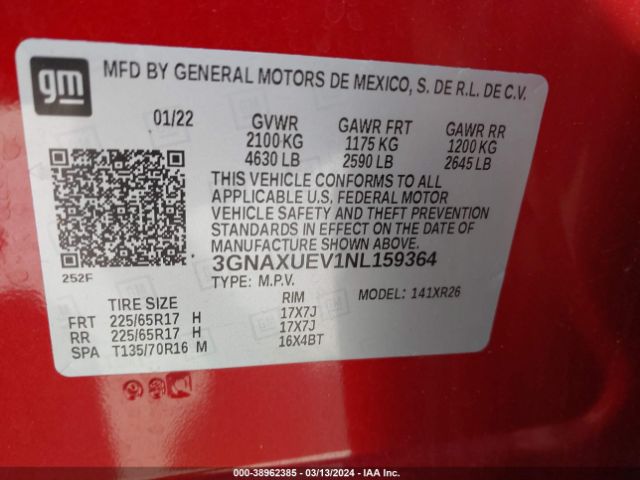 gm
MFD BY GENERAL MOTORS DE MEXICO, S. DE R.L. DE C.V.
01/22 GVWR GAWR FRT GAWR RR
2100 KG 1175 KG 1200 KG
4630 LB 2590 LB 2645 LB
THIS VEHICLE CONFORMS TO ALL
APPLICABLE U.S. FEDERAL MOTOR
VEHICLE SAFETY AND THEFT PREVENTION
STANDARDS IN EFFECT ON THE DATE OF
MANUFACTURE SHOWN ABOVE.
3GNAXUEV1NL159364
252F TYPE: M.P.V. MODEL: 141XR26
TIRE SIZE RIM
FRT 225/65R17 H 17X7J
RR 225/65R17 H 17X7J
SPA T135/70R16 M 16X4BT
000-38962385 - 03/13/2024 - IAA Inc.